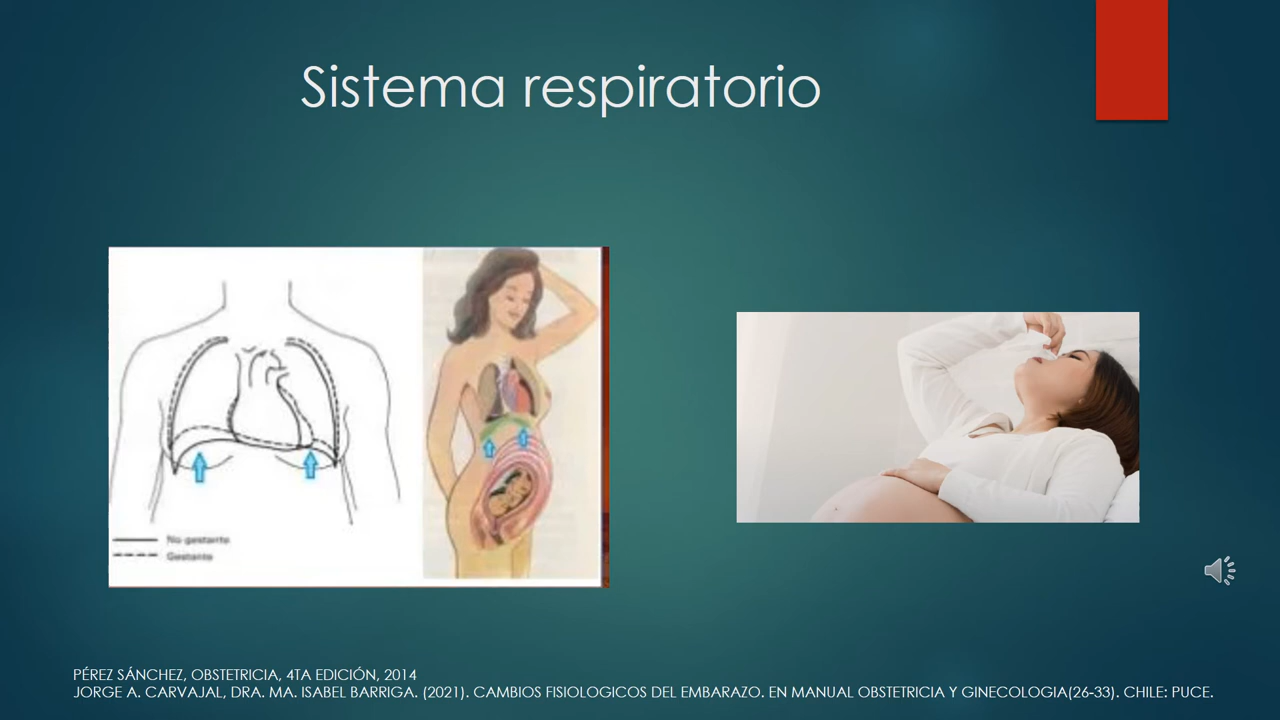 Sistema respiratorio
No gestante
Gestante
PÉREZ SÁNCHEZ, OBSTETRICIA, 4TA EDICIÓN, 2014
JORGE A. CARVAJAL, DRA. MA. ISABEL BARRIGA. (2021). CAMBIOS FISIOLOGICOS DEL EMBARAZO. EN MANUAL OBSTETRICIA Y GINECOLOGIA(26-33). CHILE: PUCE.